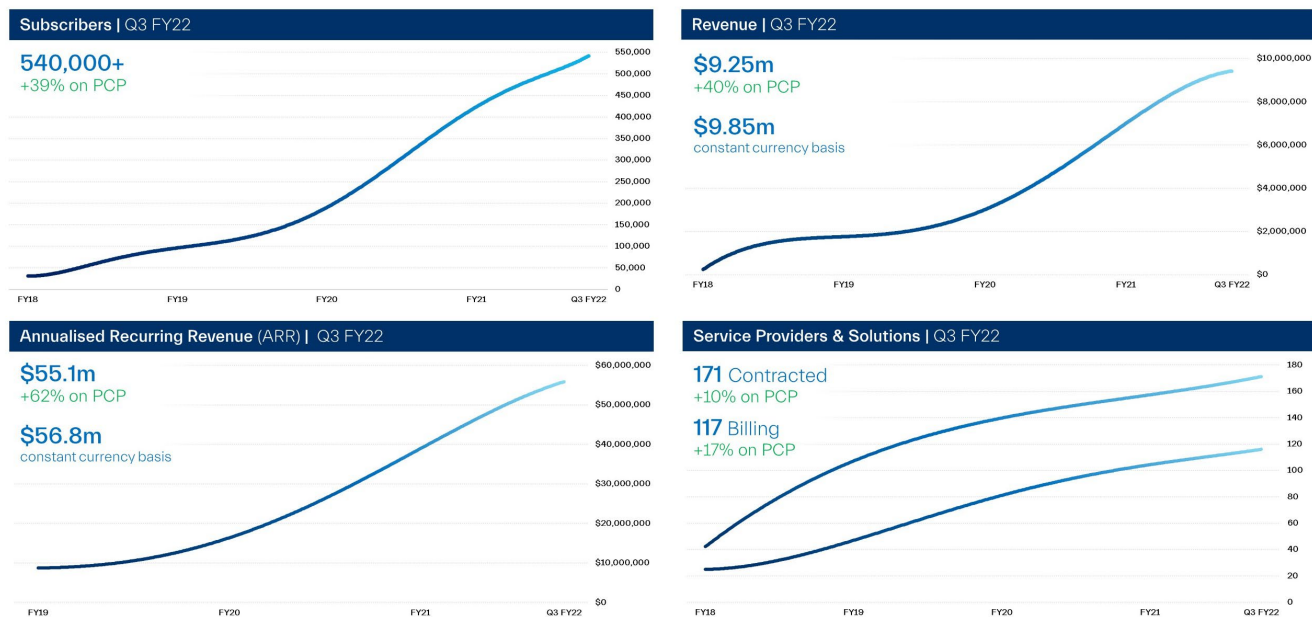 Subscribers | Q3 FY22
540,000+
+39% on PCP
550,000
500,000
450,000
400,000
350,000
300,000
250,000
200,000
150,000
100,000
50,000
0
FY18 FY19 FY20 FY21 Q3 FY22
Revenue | Q3 FY22
$9.25m
+40% on PCP
$9.85m
constant currency basis
$10,000,000
$8,000,000
$6,000,000
$4,000,000
$2,000,000
$0
FY18 FY19 FY20 FY21 Q3 FY22
Annualised Recurring Revenue (ARR) | Q3 FY22
$55.1m
+62% on PCP
$56.8m
constant currency basis
$60,000,000
$50,000,000
$40,000,000
$30,000,000
$20,000,000
$10,000,000
$0
FY19 FY20 FY21 Q3 FY22
Service Providers & Solutions | Q3 FY22
171 Contracted
+10% on PCP
117 Billing
+17% on PCP
180
160
140
120
100
80
60
40
20
0
FY18 FY19 FY20 FY21 Q3 FY22